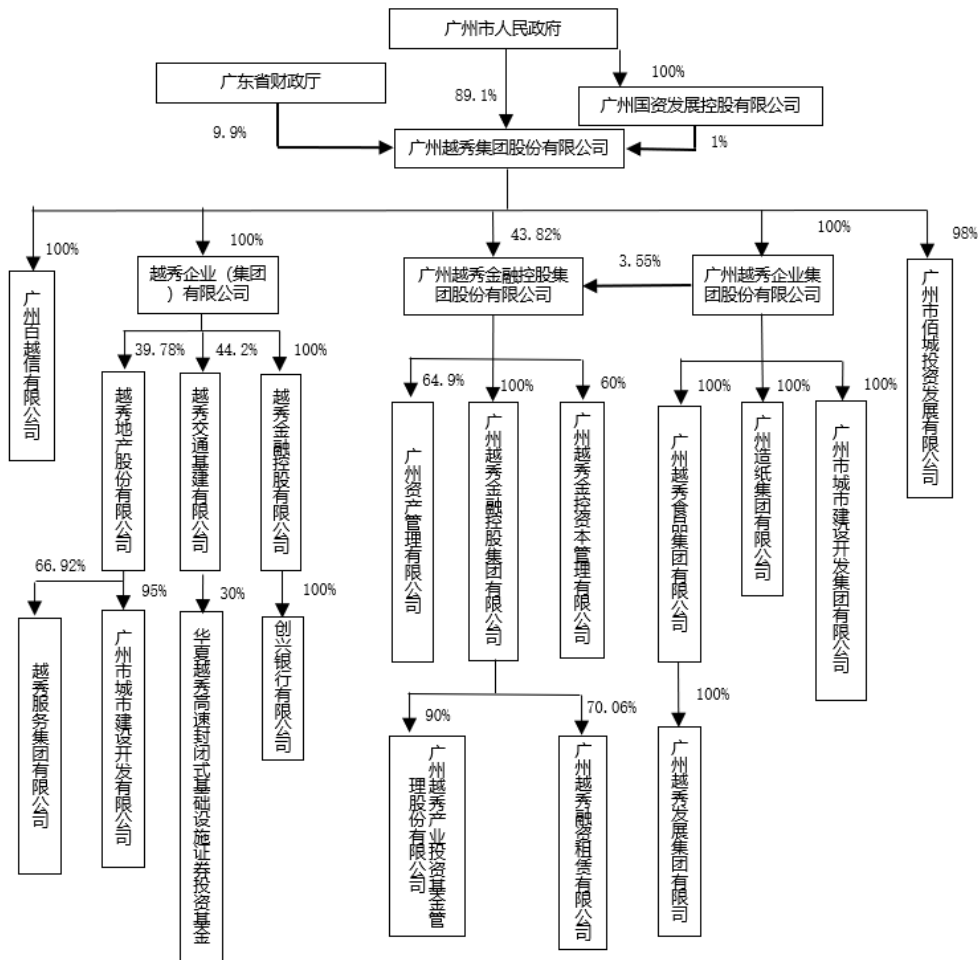 广州市人民政府
广东省财政厅
100%
89.1%
广州国资发展控股有限公司
9.9%
广州越秀集团股份有限公司
1%
100%
100%
43.82%
100%
98%
越秀企业（集团
）有限公司
广州越秀金融控股集
团股份有限公司
3.55%
广州越秀企业集
团股份有限公司
广州百越信有限公司
广州市佰城投资发展有限公司
39.78%
44.2%
100%
64.9%
100%
60%
100%
100%
100%
越秀地产股份有限公司
越秀交通基建有限公司
越秀金融控股有限公司
广州资产管理有限公司
广州越秀金融控股集团有限公司
广州越秀金控资本管理有限公司
广州越秀食品集团有限公司
广州造纸集团有限公司
广州市城市建设开发集团有限公司
66.92%
95%
30%
100%
越秀服务集团有限公司
广州市城市建设开发有限公司
华夏越秀高速封闭式基础设施证券投资基金
创兴银行有限公司
90%
70.06%
100%
广州越秀产业投资基金管
理股份有限公司
广州越秀融资租赁有限公司
广州越秀发展集团有限公司